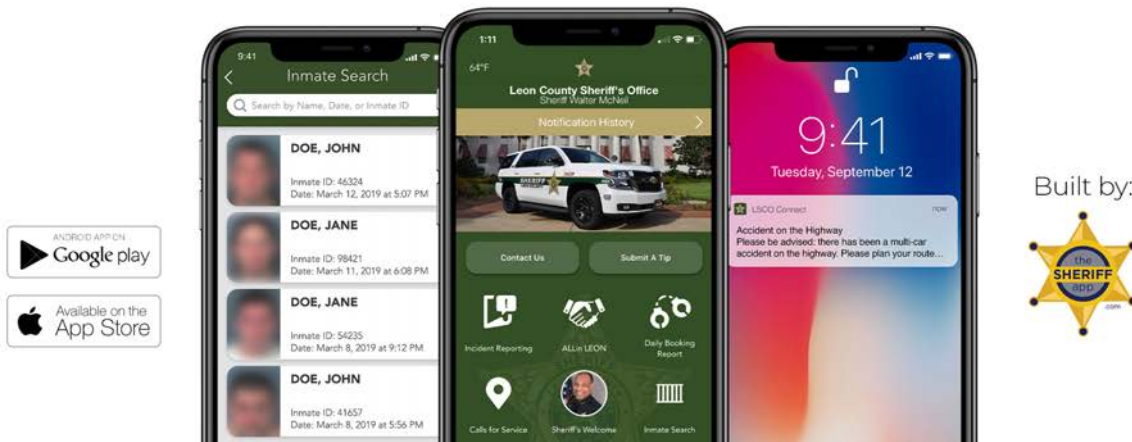 ANDROID APP ON
Google play
Available on the
App Store
9:41
Inmate Search
Search by Name, Date, or Inmate ID
DOE, JOHN
Inmate ID: 46324
Date: March 12, 2019 at 5:07 PM
DOE, JANE
Inmate ID: 98421
Date: March 11, 2019 at 6:08 PM
DOE, JANE
Inmate ID: 54235
Date: March 8, 2019 at 9:12 PM
DOE, JOHN
Inmate ID: 41657
Date: March 8, 2019 at 5:56 PM
1:11
64°F
Leon County Sheriff's Office
Sheriff Walter McNeil
Notification History
SHERIFF
Contact Us
Submit A Tip
Incident Reporting
ALLin LEON
Daily Booking
Report
Calls for Service
Sheriff's Welcome
Inmate Search
9:41
Tuesday, September 12
LSCO Connect
now
Accident on the Highway
Please be advised: there has been a multi-car
accident on the highway. Please plan your route...
Built by:
the
SHERIFF
app
.com